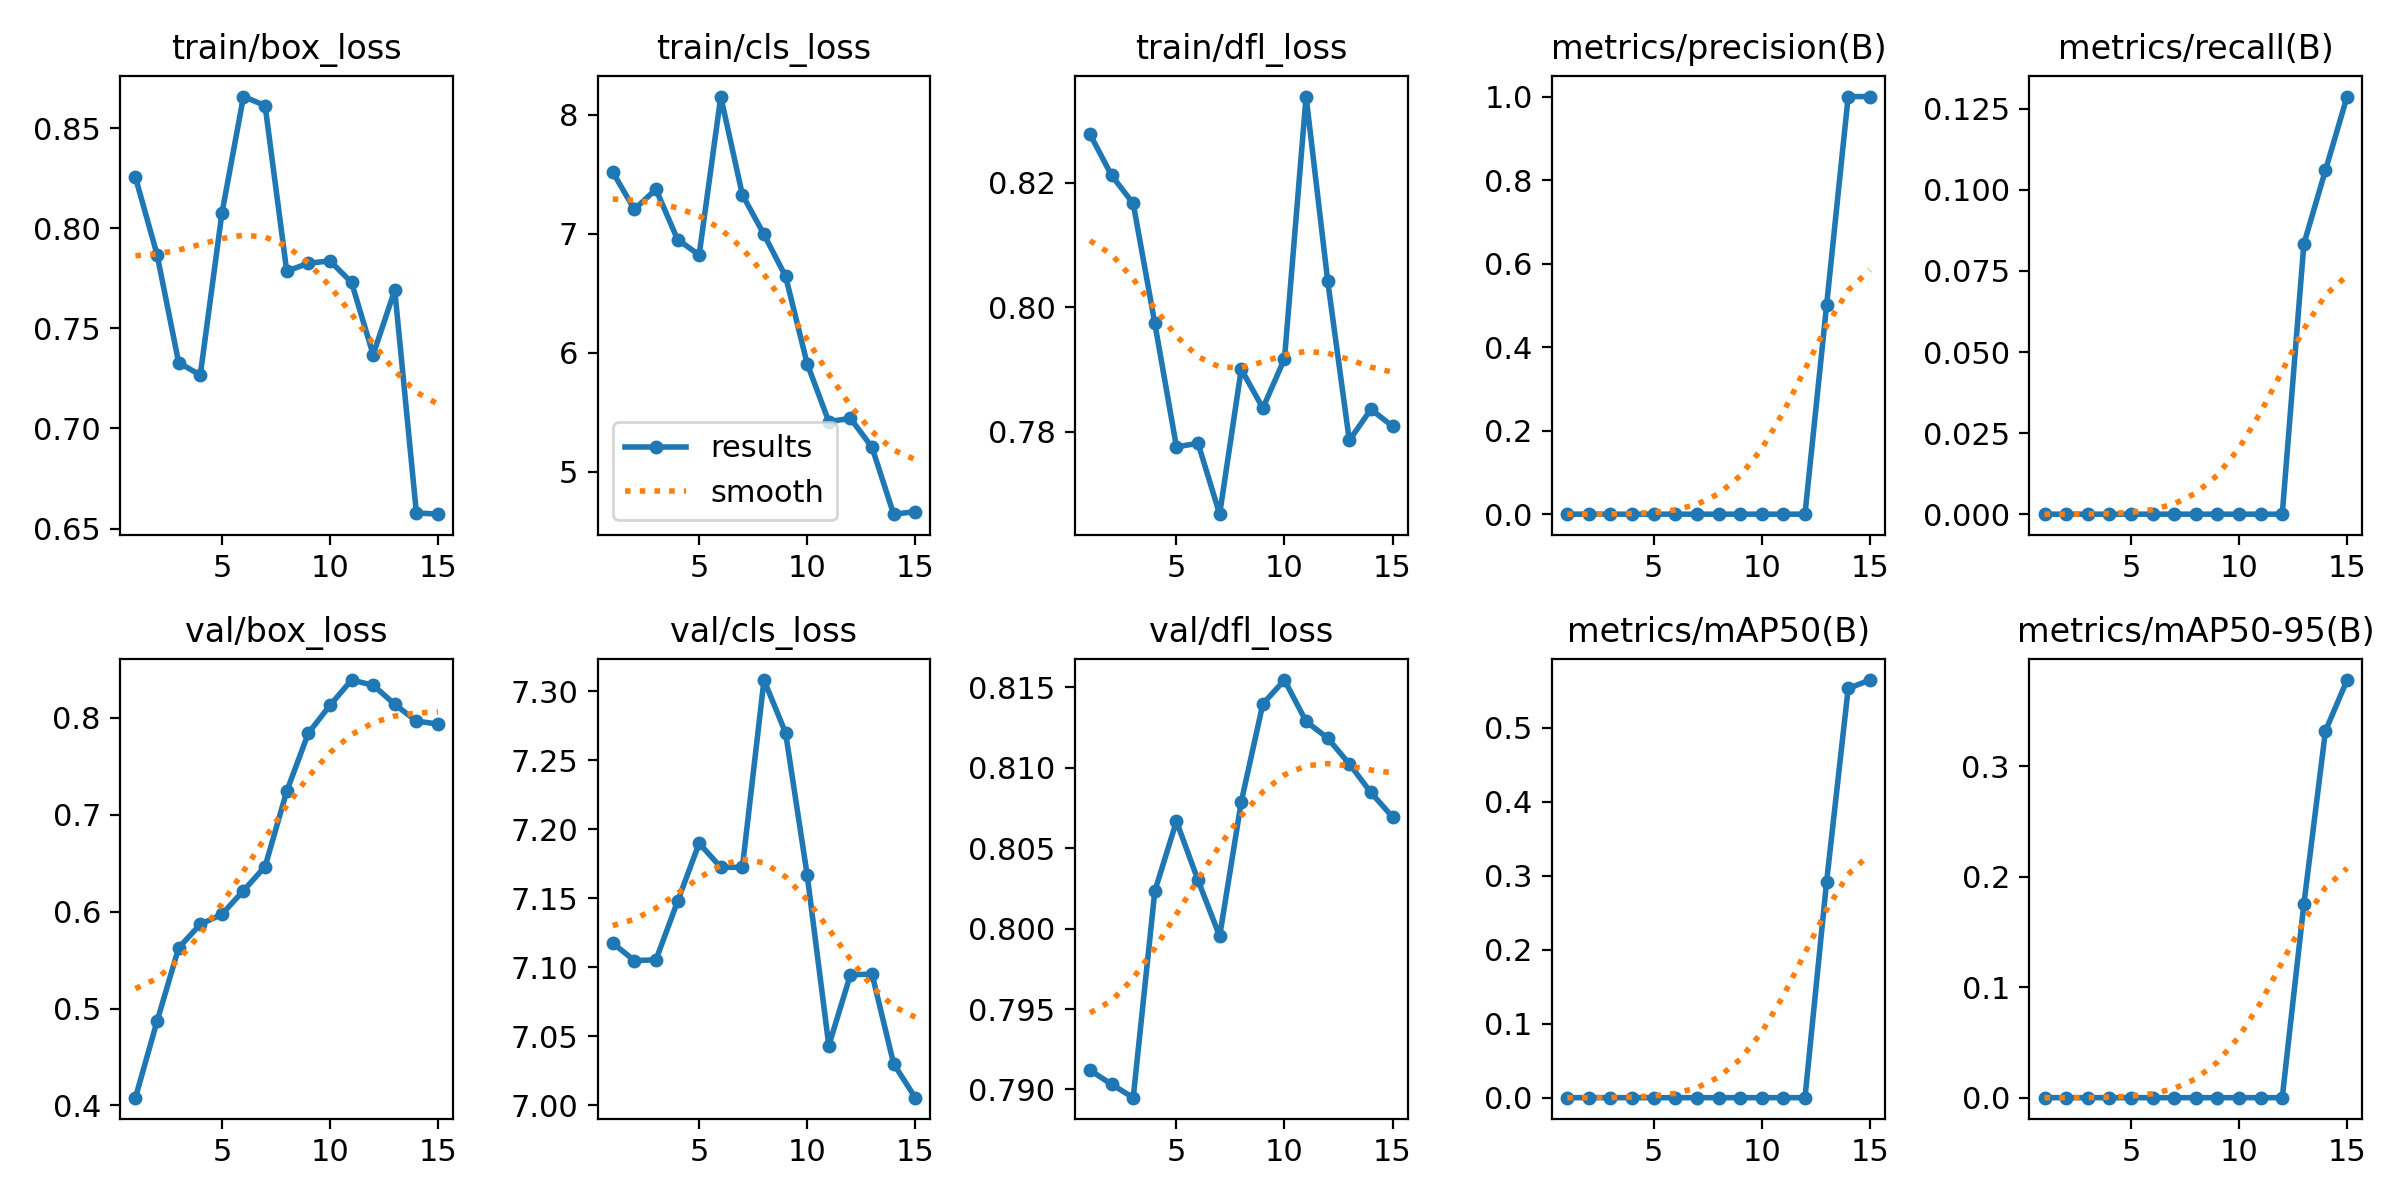 train/box_loss
train/cls_loss
train/dfl_loss
metrics/precision(B)
metrics/recall(B)
0.85
0.80
0.75
0.70
0.65
5 10 15
8
7
6
5
results
smooth
5 10 15
0.82
0.80
0.78
5 10 15
1.0
0.8
0.6
0.4
0.2
0.0
5 10 15
0.125
0.100
0.075
0.050
0.025
0.000
5 10 15
val/box_loss
val/cls_loss
val/dfl_loss
metrics/mAP50(B)
metrics/mAP50-95(B)
0.8
0.7
0.6
0.5
0.4
5 10 15
7.30
7.25
7.20
7.15
7.10
7.05
7.00
5 10 15
0.815
0.810
0.805
0.800
0.795
0.790
5 10 15
0.5
0.4
0.3
0.2
0.1
0.0
5 10 15
0.3
0.2
0.1
0.0
5 10 15